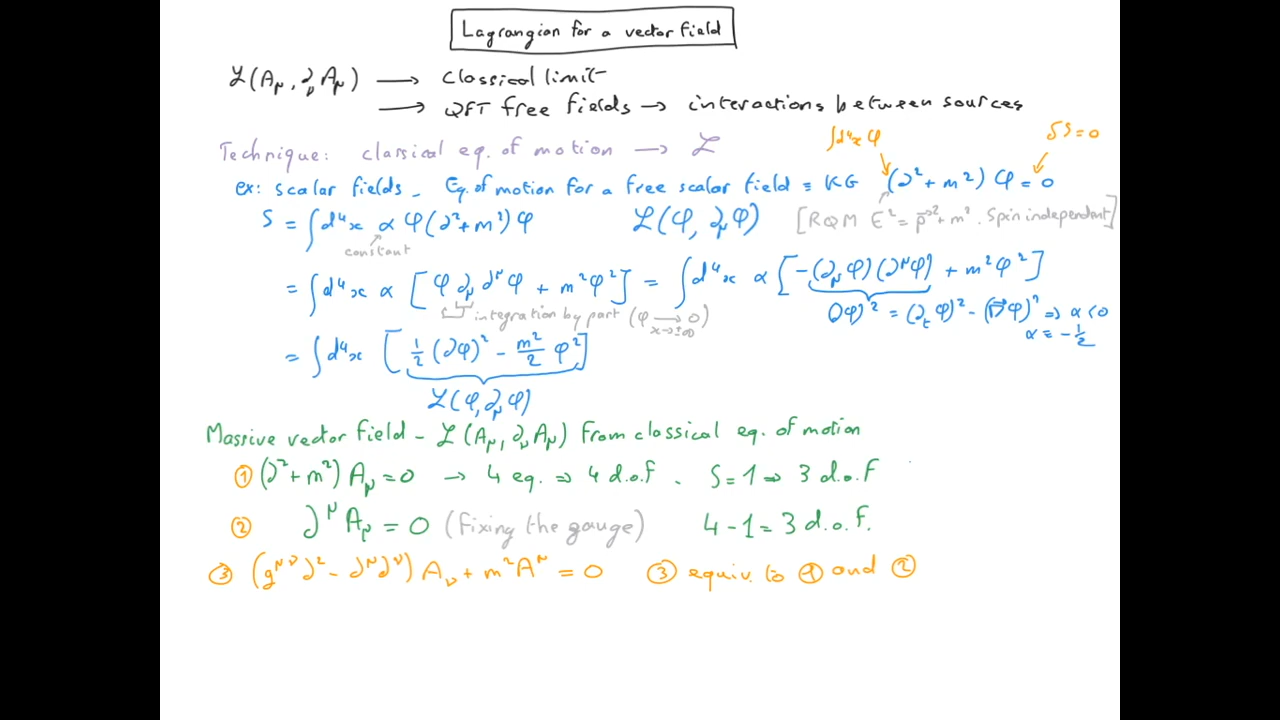 Lagrangian for a vector field
ℒ(A_μ, ∂_ν A_μ) → classical limit
→ QFT free fields → interactions between sources
Technique: classical eq. of motion → ℒ
∫d⁴x φ
δS = 0
ex: scalar fields - Eq. of motion for a free scalar field ≡ KG (∂² + m²) φ = 0
S = ∫d⁴x α φ(∂² + m²) φ ℒ(φ, ∂_μ φ) [RQM E² = p⃗² + m². Spin independent]
constant
= ∫d⁴x α [φ ∂_μ ∂^μ φ + m²φ²] = ∫d⁴x α [-(∂_μ φ)(∂^μ φ) + m²φ²]
integration by part (φ → 0)
x→±∞
(∂φ)² = (∂_t φ)² - (∇⃗φ)² ⇒ α < 0
α = -1/2
= ∫d⁴x [1/2 (∂φ)² - m²/2 φ²]
ℒ(φ, ∂_μ φ)
Massive vector field - ℒ(A_μ, ∂_ν A_μ) from classical eq. of motion
① (∂² + m²) A_μ = 0 → 4 eq. ⇒ 4 d.o.f. S = 1 ⇒ 3 d.o.f
② ∂^μ A_μ = 0 (fixing the gauge) 4 - 1 = 3 d.o.f.
③ (g^μν ∂² - ∂^μ ∂^ν) A_ν + m² A^μ = 0 ③ equiv. to ① and ②